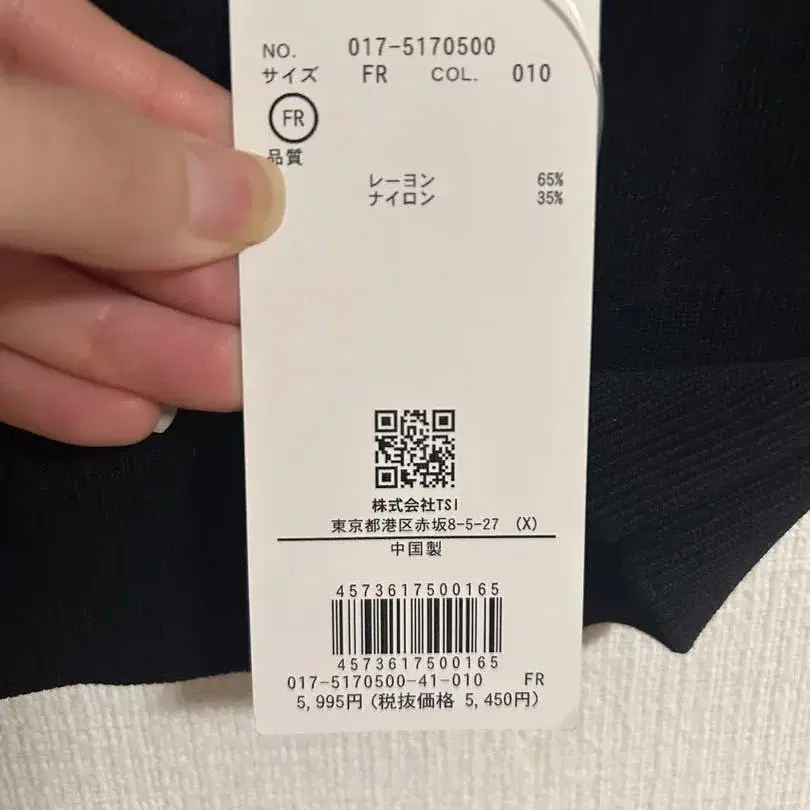 NO. 017-5170500
サイズ FR COL. 010
FR
品質
レーヨン 65%
ナイロン 35%
株式会社TSI
東京都港区赤坂8-5-27 (X)
中国製
4573617500165
4573617500165
017-5170500-41-010 FR
5,995円(税抜価格 5,450円)